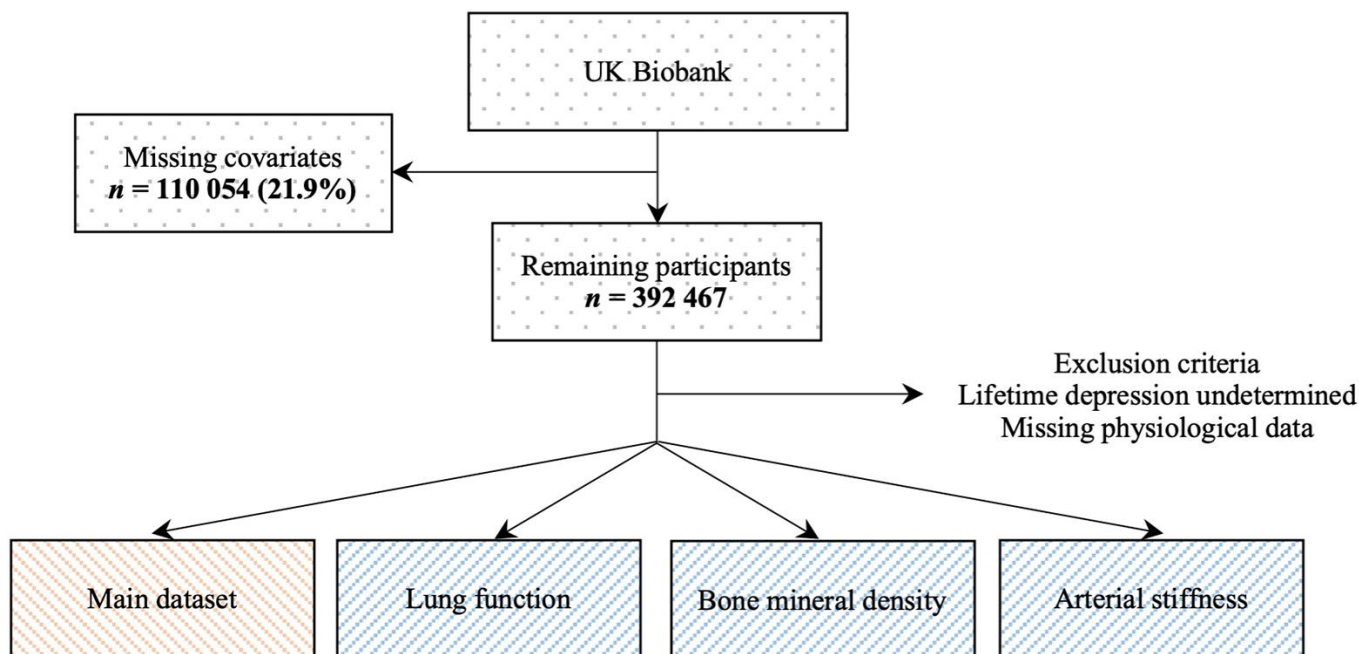 UK Biobank
Missing covariates
n = 110 054 (21.9%)
Remaining participants
n = 392 467
Exclusion criteria
Lifetime depression undetermined
Missing physiological data
Main dataset
Lung function
Bone mineral density
Arterial stiffness